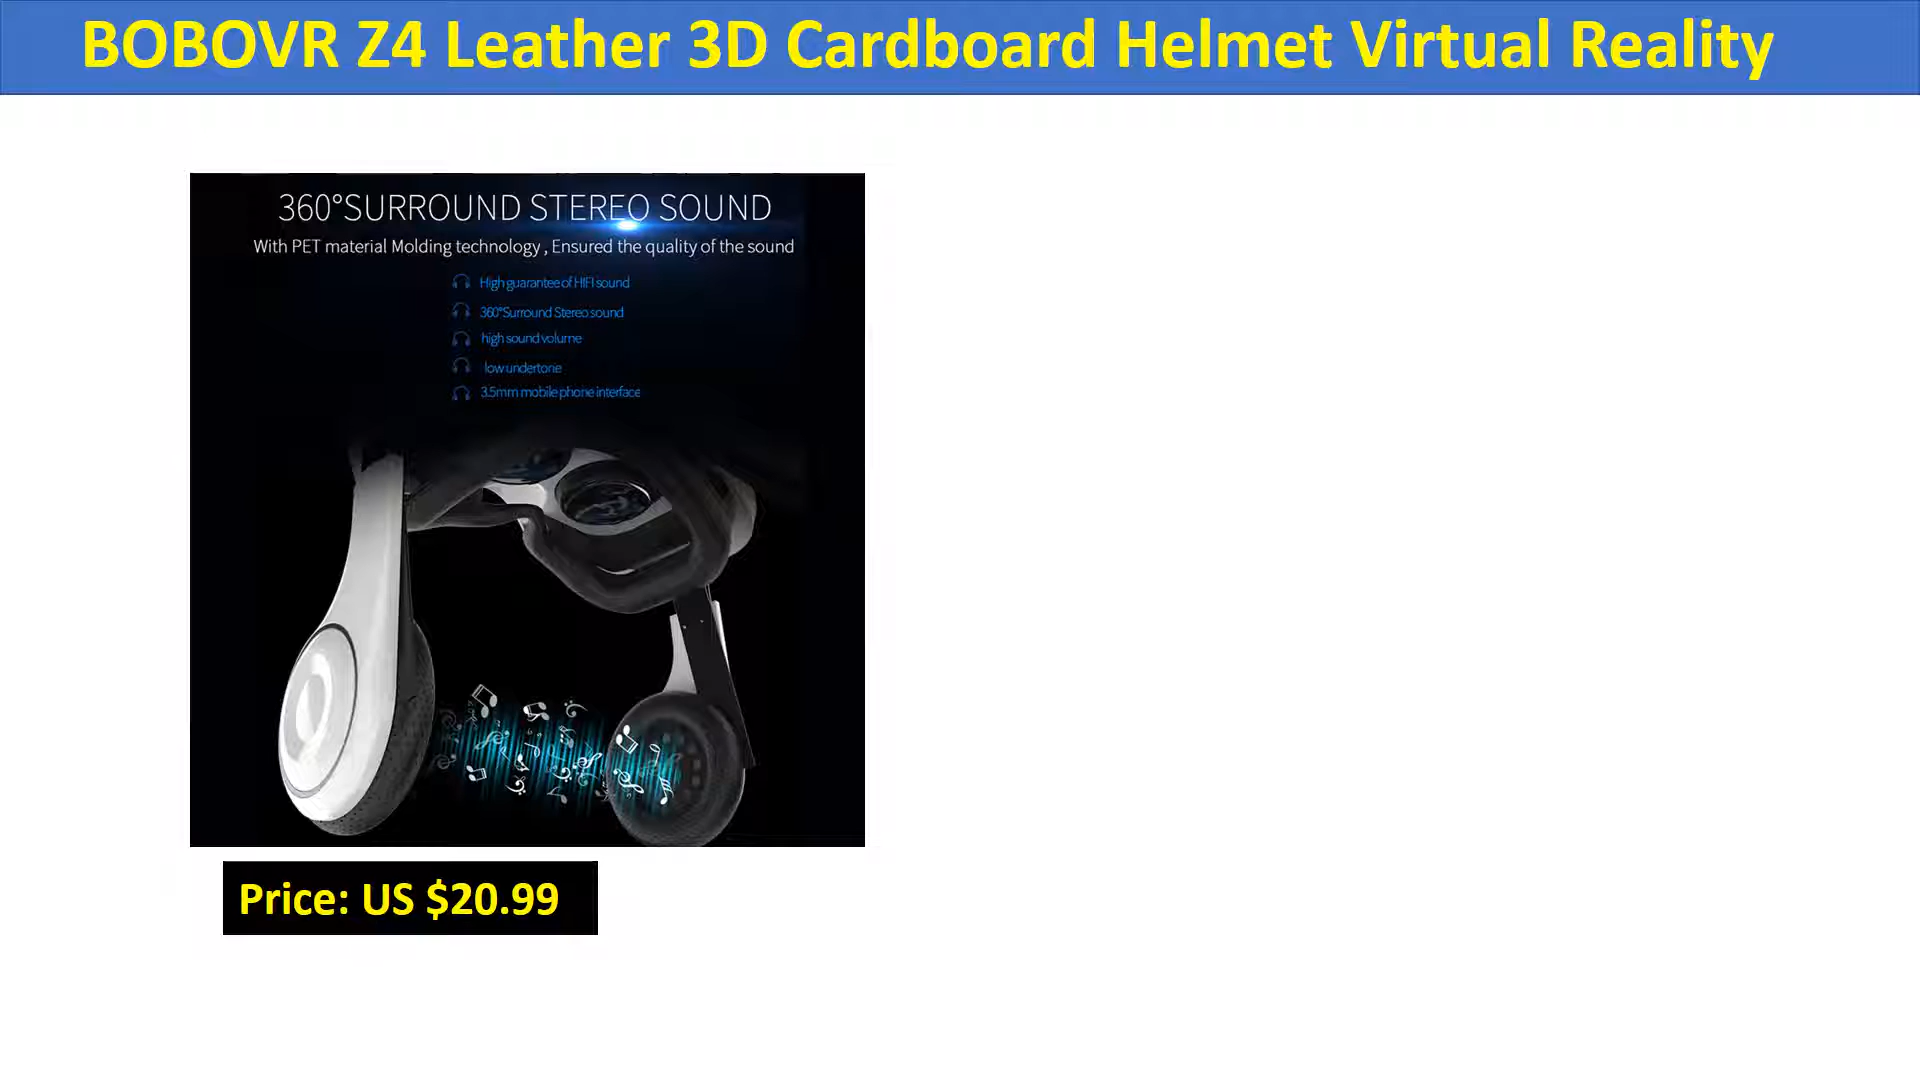 BOBOVR Z4 Leather 3D Cardboard Helmet Virtual Reality
360°SURROUND STEREO SOUND
With PET material Molding technology , Ensured the quality of the sound
High guarantee of HIFI sound
360°Surround Stereo sound
high sound volume
low undertone
3.5mm mobile phone interface
Price: US $20.99